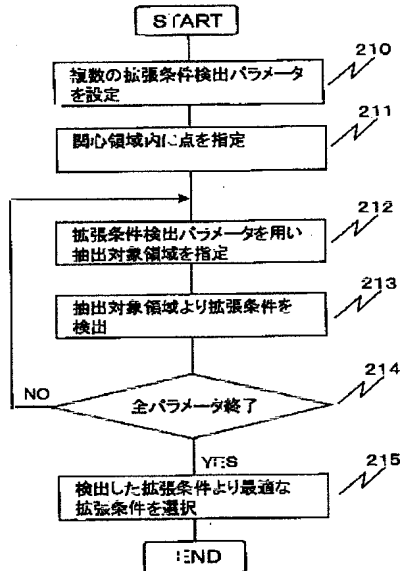 START
210
複数の拡張条件検出パラメータ
を設定
211
関心領域内に点を指定
212
拡張条件検出パラメータを用い
抽出対象領域を指定
213
抽出対象領域より拡張条件を
検出
214
NO
全パラメータ終了
YES
215
検出した拡張条件より最適な
拡張条件を選択
END